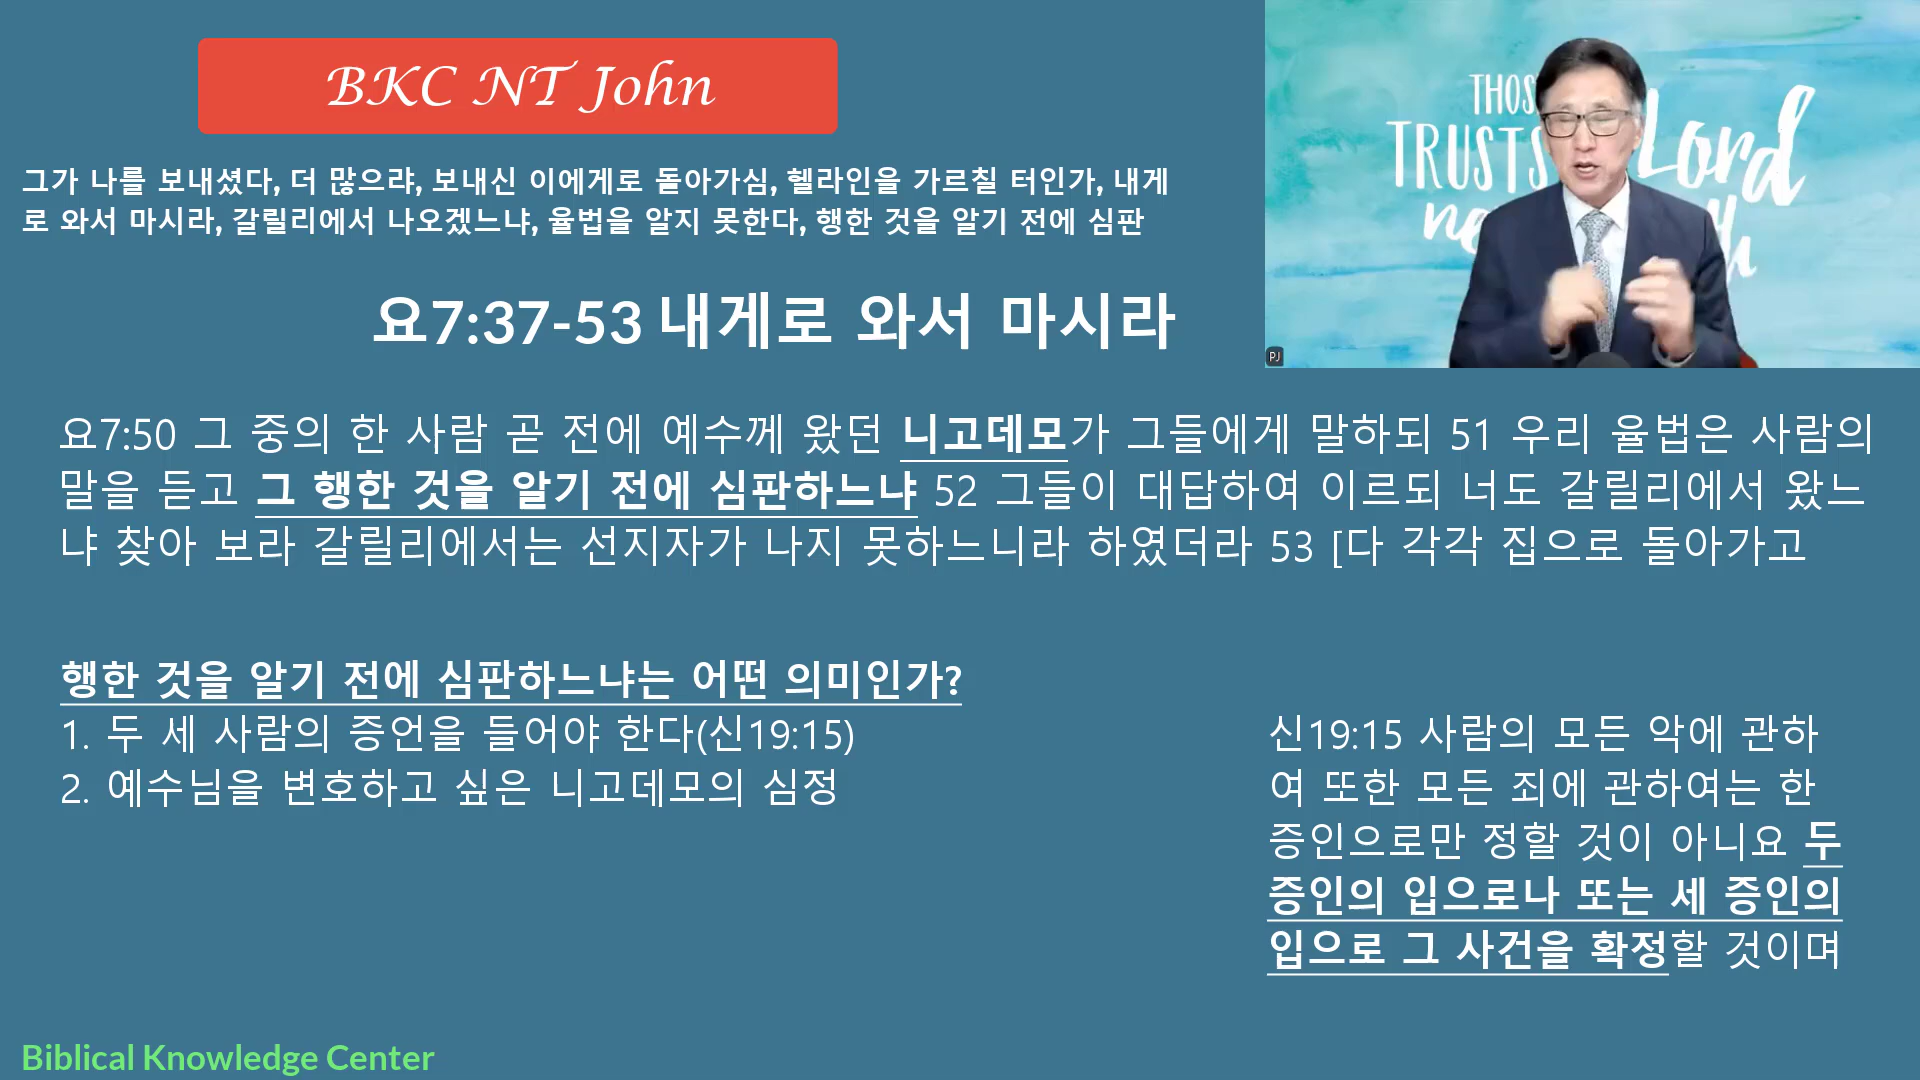 BKC NT John
그가 나를 보내셨다, 더 많으랴, 보내신 이에게로 돌아가심, 헬라인을 가르칠 터인가, 내게
로 와서 마시라, 갈릴리에서 나오겠느냐, 율법을 알지 못한다, 행한 것을 알기 전에 심판
THOS
TRUSTS Lord
ne
PJ
요7:37-53 내게로 와서 마시라
요7:50 그 중의 한 사람 곧 전에 예수께 왔던 니고데모가 그들에게 말하되 51 우리 율법은 사람의
말을 듣고 그 행한 것을 알기 전에 심판하느냐 52 그들이 대답하여 이르되 너도 갈릴리에서 왔느
냐 찾아 보라 갈릴리에서는 선지자가 나지 못하느니라 하였더라 53 [다 각각 집으로 돌아가고
행한 것을 알기 전에 심판하느냐는 어떤 의미인가?
1. 두 세 사람의 증언을 들어야 한다(신19:15)
2. 예수님을 변호하고 싶은 니고데모의 심정
신19:15 사람의 모든 악에 관하
여 또한 모든 죄에 관하여는 한
증인으로만 정할 것이 아니요 두
증인의 입으로나 또는 세 증인의
입으로 그 사건을 확정할 것이며
Biblical Knowledge Center